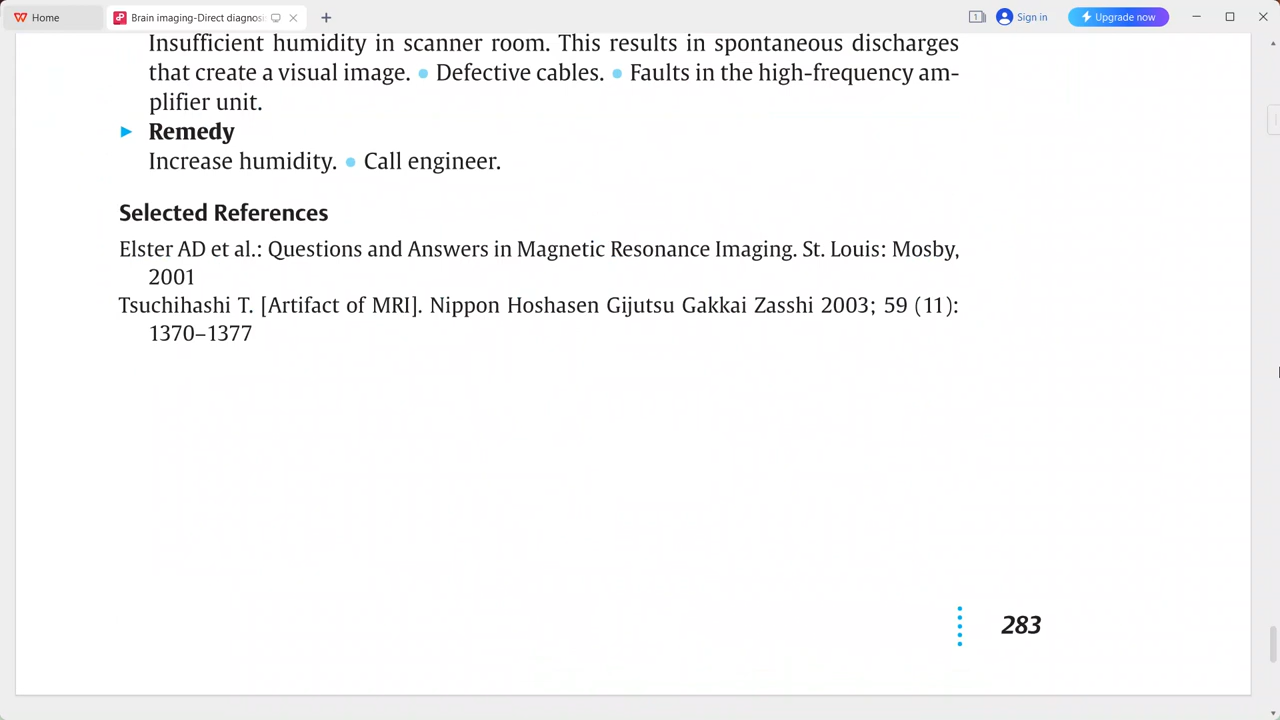 Home
Brain imaging-Direct diagnosi
1
Sign in
Upgrade now
Insufficient humidity in scanner room. This results in spontaneous discharges
that create a visual image. • Defective cables. • Faults in the high-frequency am-
plifier unit.
► Remedy
Increase humidity. • Call engineer.
Selected References
Elster AD et al.: Questions and Answers in Magnetic Resonance Imaging. St. Louis: Mosby,
2001
Tsuchihashi T. [Artifact of MRI]. Nippon Hoshasen Gijutsu Gakkai Zasshi 2003; 59 (11):
1370–1377
283